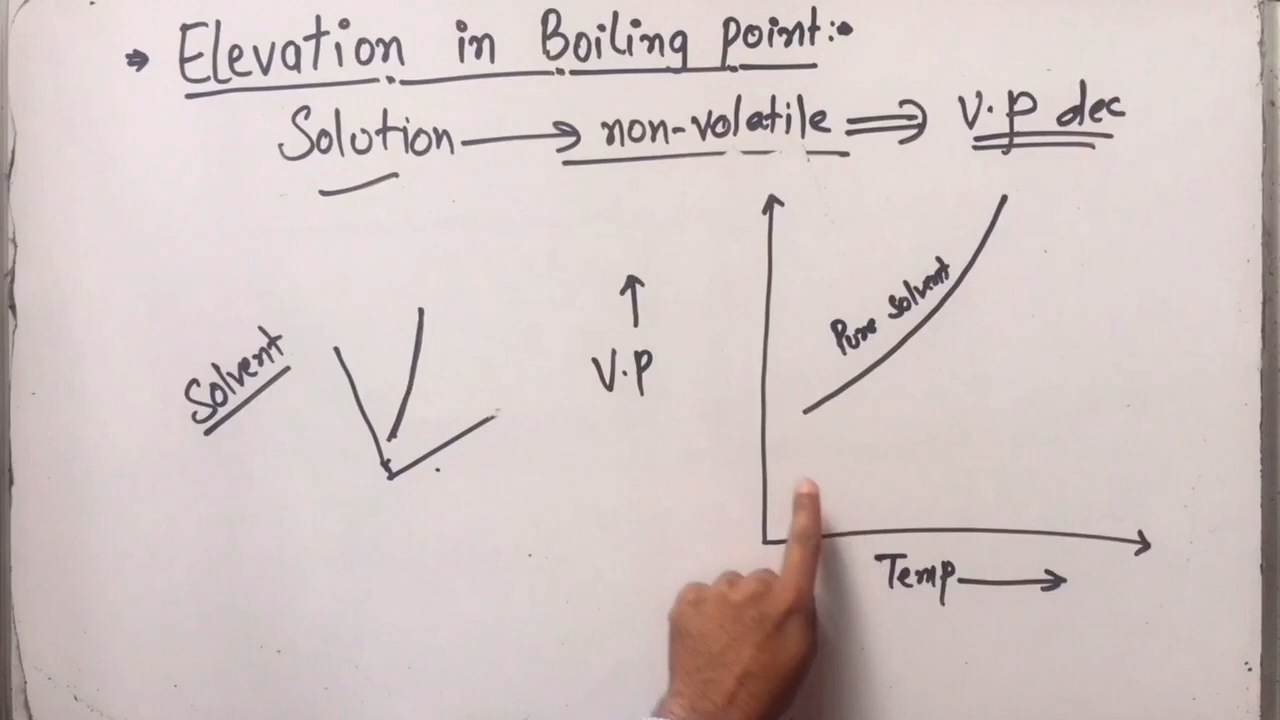 ⇒ Elevation in Boiling point:-
Solution → non-volatile ⇒ V.P dec
Pure Solvent
Solvent
↑
V.P
Temp →